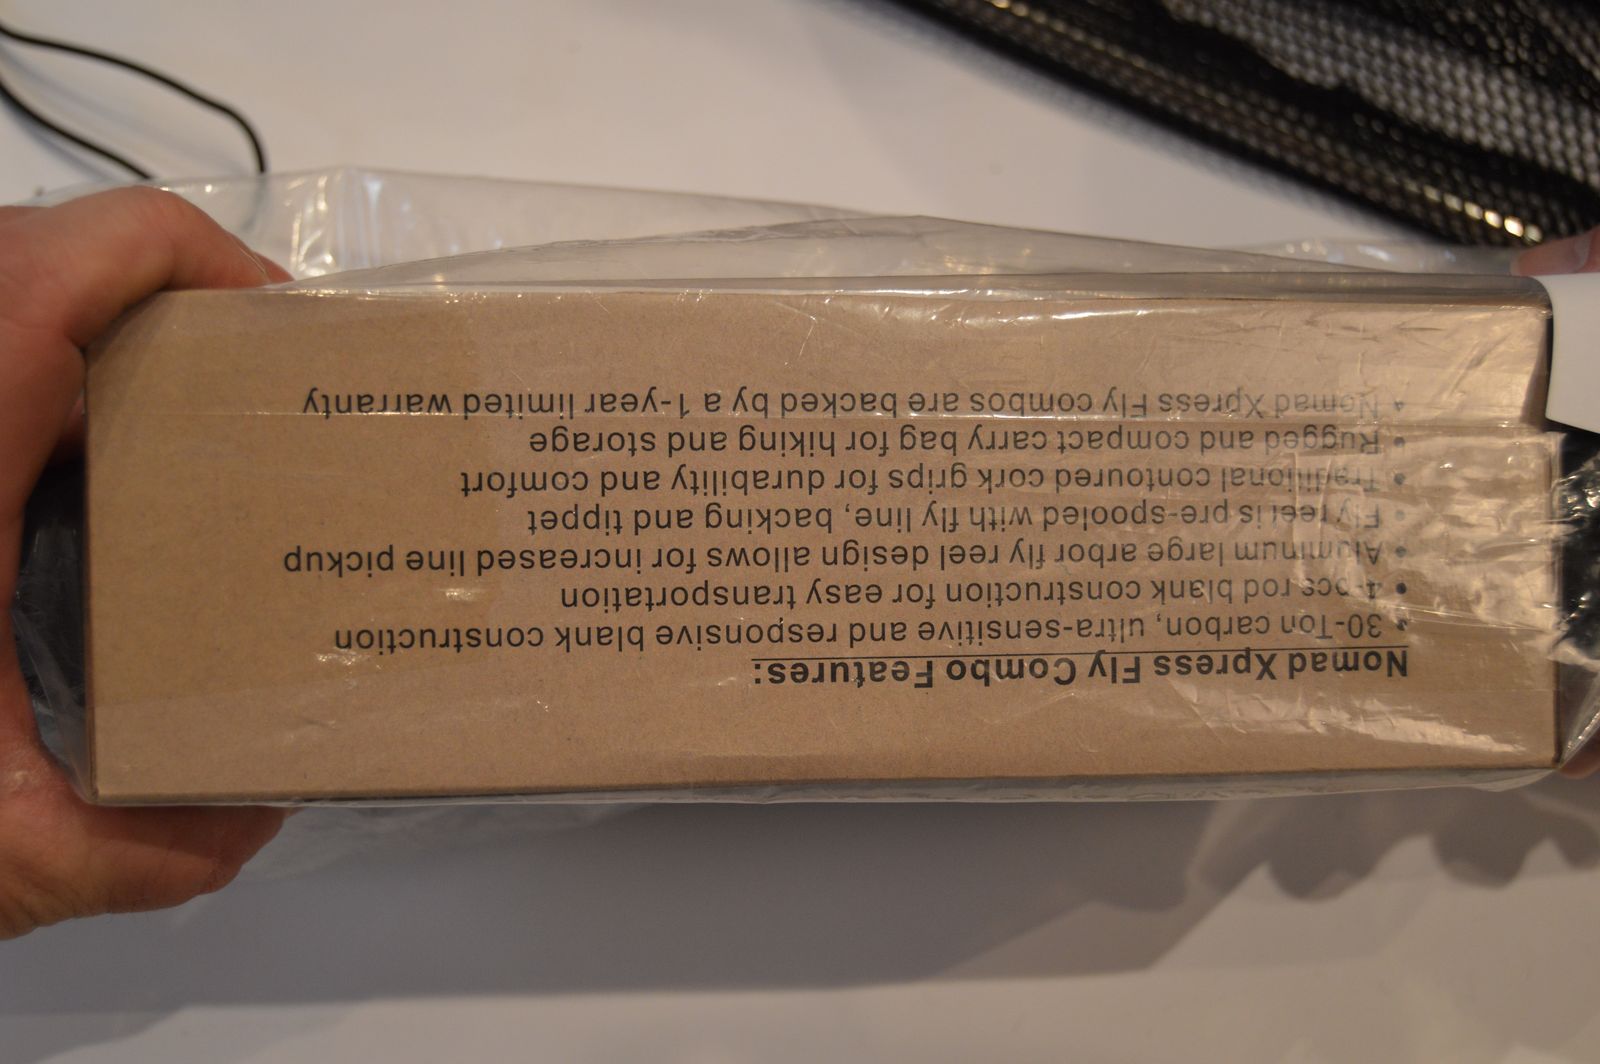 Nomad Xpress Fly Combo Features:
• 30-Ton carbon, ultra-sensitive and responsive blank construction
• 4-pcs rod blank construction for easy transportation
• Aluminum large arbor fly reel design allows for increased line pickup
• Fly reel is pre-spooled with fly line, backing and tippet
• Traditional contoured cork grips for durability and comfort
• Rugged and compact carry bag for hiking and storage
• Nomad Xpress Fly combos are backed by a 1-year limited warranty